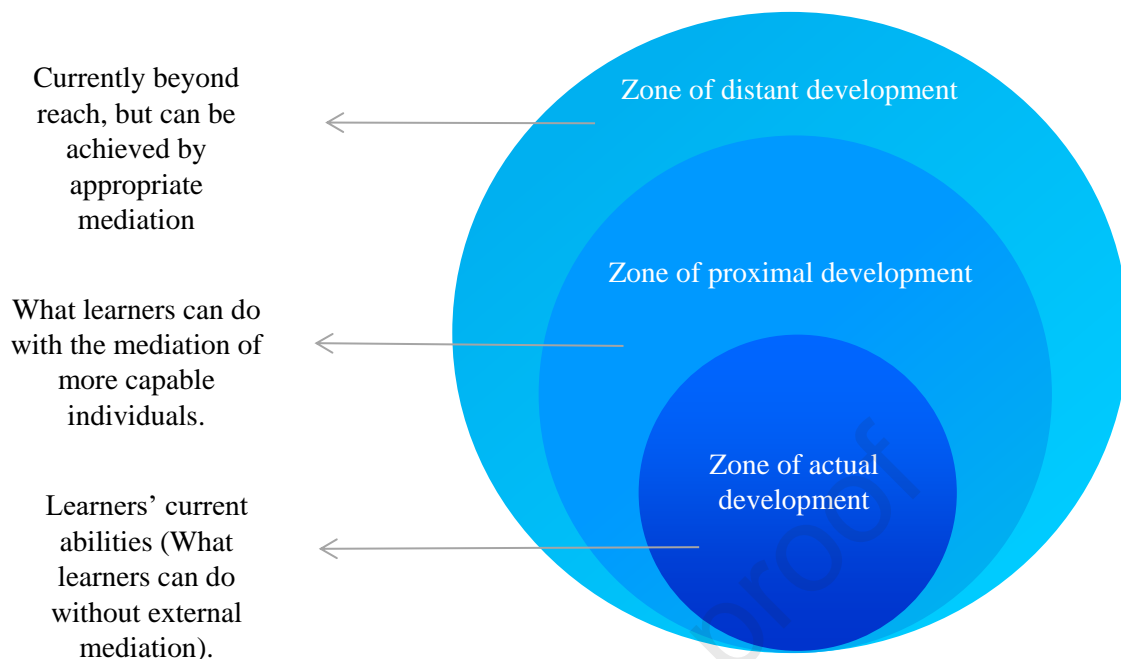 Currently beyond
reach, but can be
achieved by
appropriate
mediation
Zone of distant development
What learners can do
with the mediation of
more capable
individuals.
Zone of proximal development
Learners’ current
abilities (What
learners can do
without external
mediation).
Zone of actual
development
proof